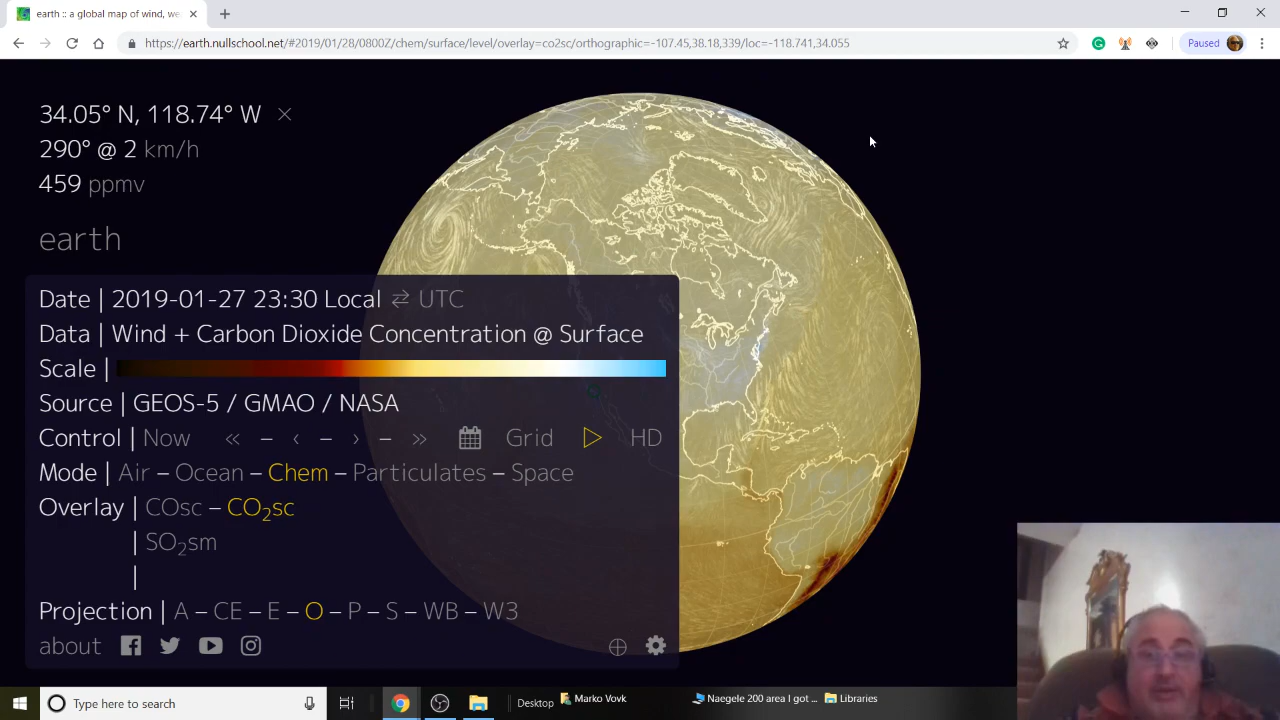 earth :: a global map of wind, we
https://earth.nullschool.net/#2019/01/28/0800Z/chem/surface/level/overlay=co2sc/orthographic=-107.45,38.18,339/loc=-118.741,34.055
Paused
34.05° N, 118.74° W ×
290° @ 2 km/h
459 ppmv
earth
Date | 2019-01-27 23:30 Local ⇄ UTC
Data | Wind + Carbon Dioxide Concentration @ Surface
Scale |
Source | GEOS-5 / GMAO / NASA
Control | Now « – ‹ – › – » Grid HD
Mode | Air – Ocean – Chem – Particulates – Space
Overlay | COsc – CO₂sc
| SO₂sm
|
Projection | A – CE – E – O – P – S – WB – W3
about
Type here to search
Desktop
Marko Vovk
Naegele 200 area I got ...
Libraries